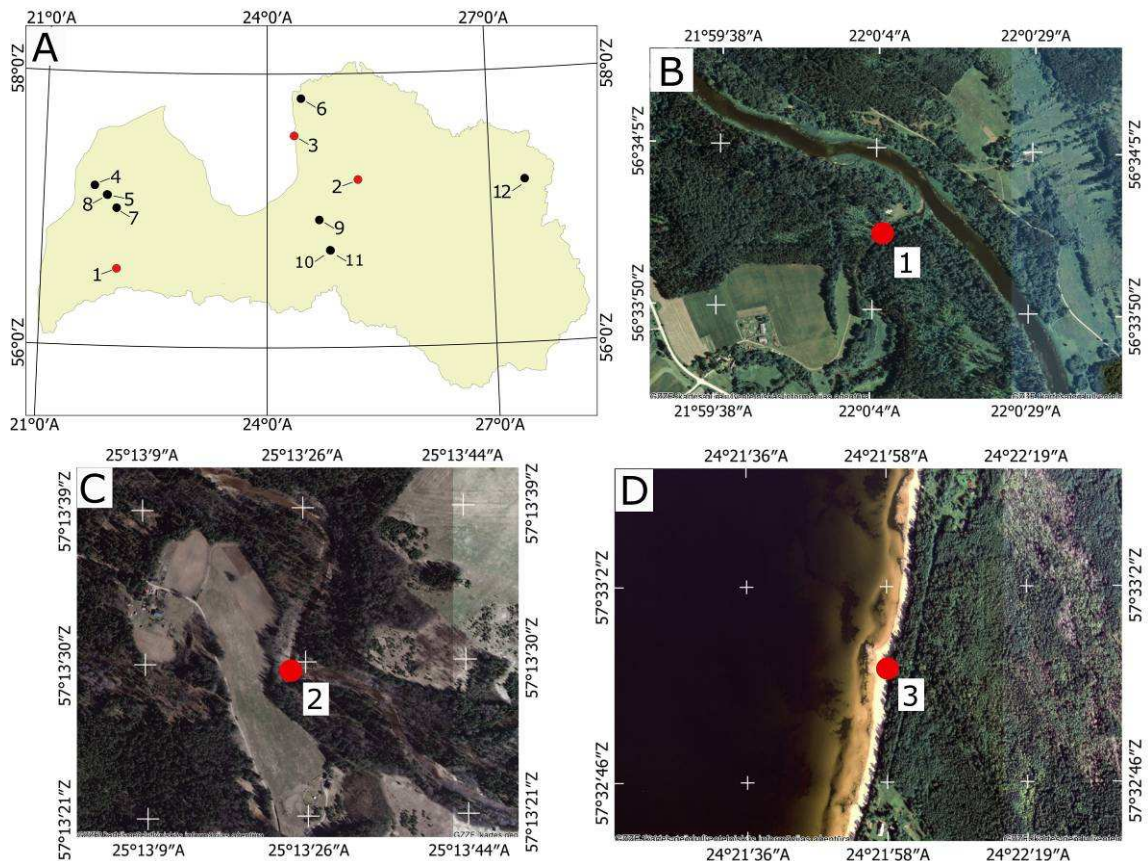 A
21°0′A 24°0′A 27°0′A
58°0′Z 58°0′Z
6
3
4
2
12
8 5
7
9
10 11
1
56°0′Z 56°0′Z
21°0′A 24°0′A 27°0′A
B
21°59′38″A 22°0′4″A 22°0′29″A
56°34′5″Z 56°34′5″Z
1
56°33′50″Z 56°33′50″Z
21°59′38″A 22°0′4″A 22°0′29″A
C
25°13′9″A 25°13′26″A 25°13′44″A
57°13′39″Z 57°13′39″Z
57°13′30″Z 57°13′30″Z
2
57°13′21″Z 57°13′21″Z
25°13′9″A 25°13′26″A 25°13′44″A
D
24°21′36″A 24°21′58″A 24°22′19″A
57°33′2″Z 57°33′2″Z
3
57°32′46″Z 57°32′46″Z
24°21′36″A 24°21′58″A 24°22′19″A